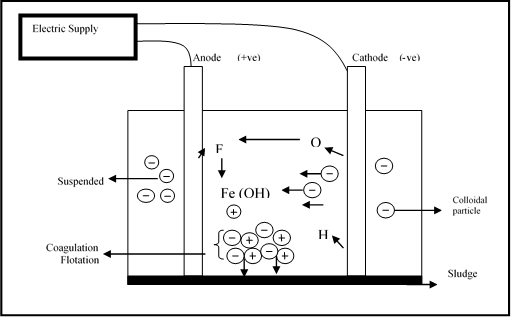 Electric Supply
Anode (+ve)
Cathode (-ve)
F
O
Suspended
Fe (OH)
Colloidal
particle
H
Coagulation
Flotation
Sludge